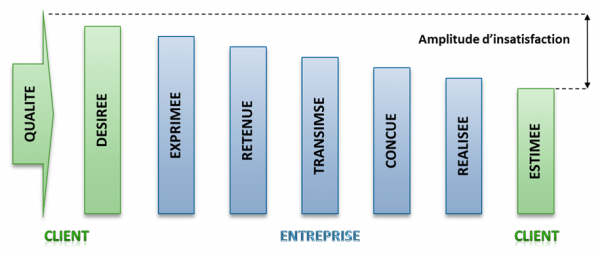 Amplitude d'insatisfaction
QUALITE
DESIREE
EXPRIMEE
RETENUE
TRANSIMSE
CONCUE
REALISEE
ESTIMEE
CLIENT
ENTREPRISE
CLIENT